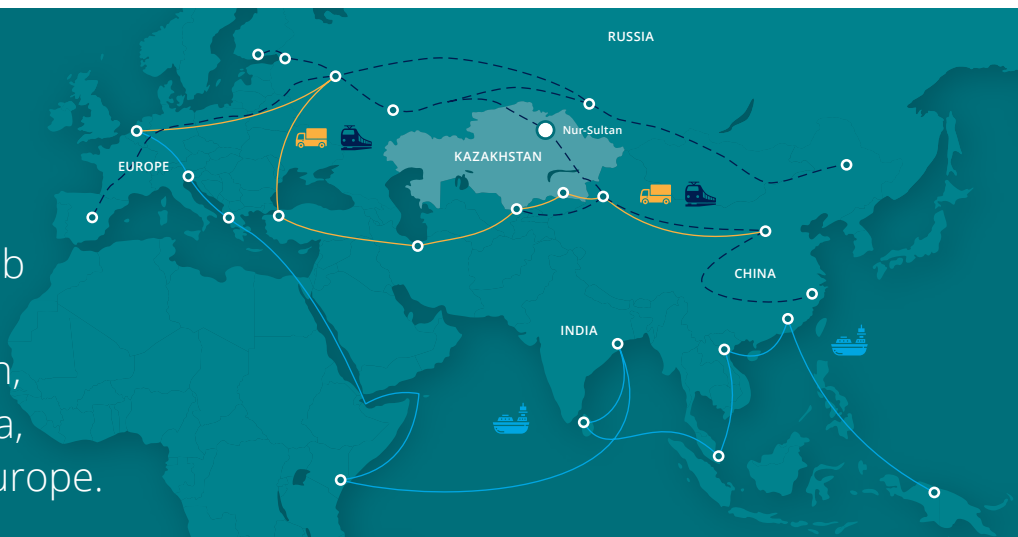 RUSSIA
Nur-Sultan
KAZAKHSTAN
EUROPE
CHINA
INDIA
urope.